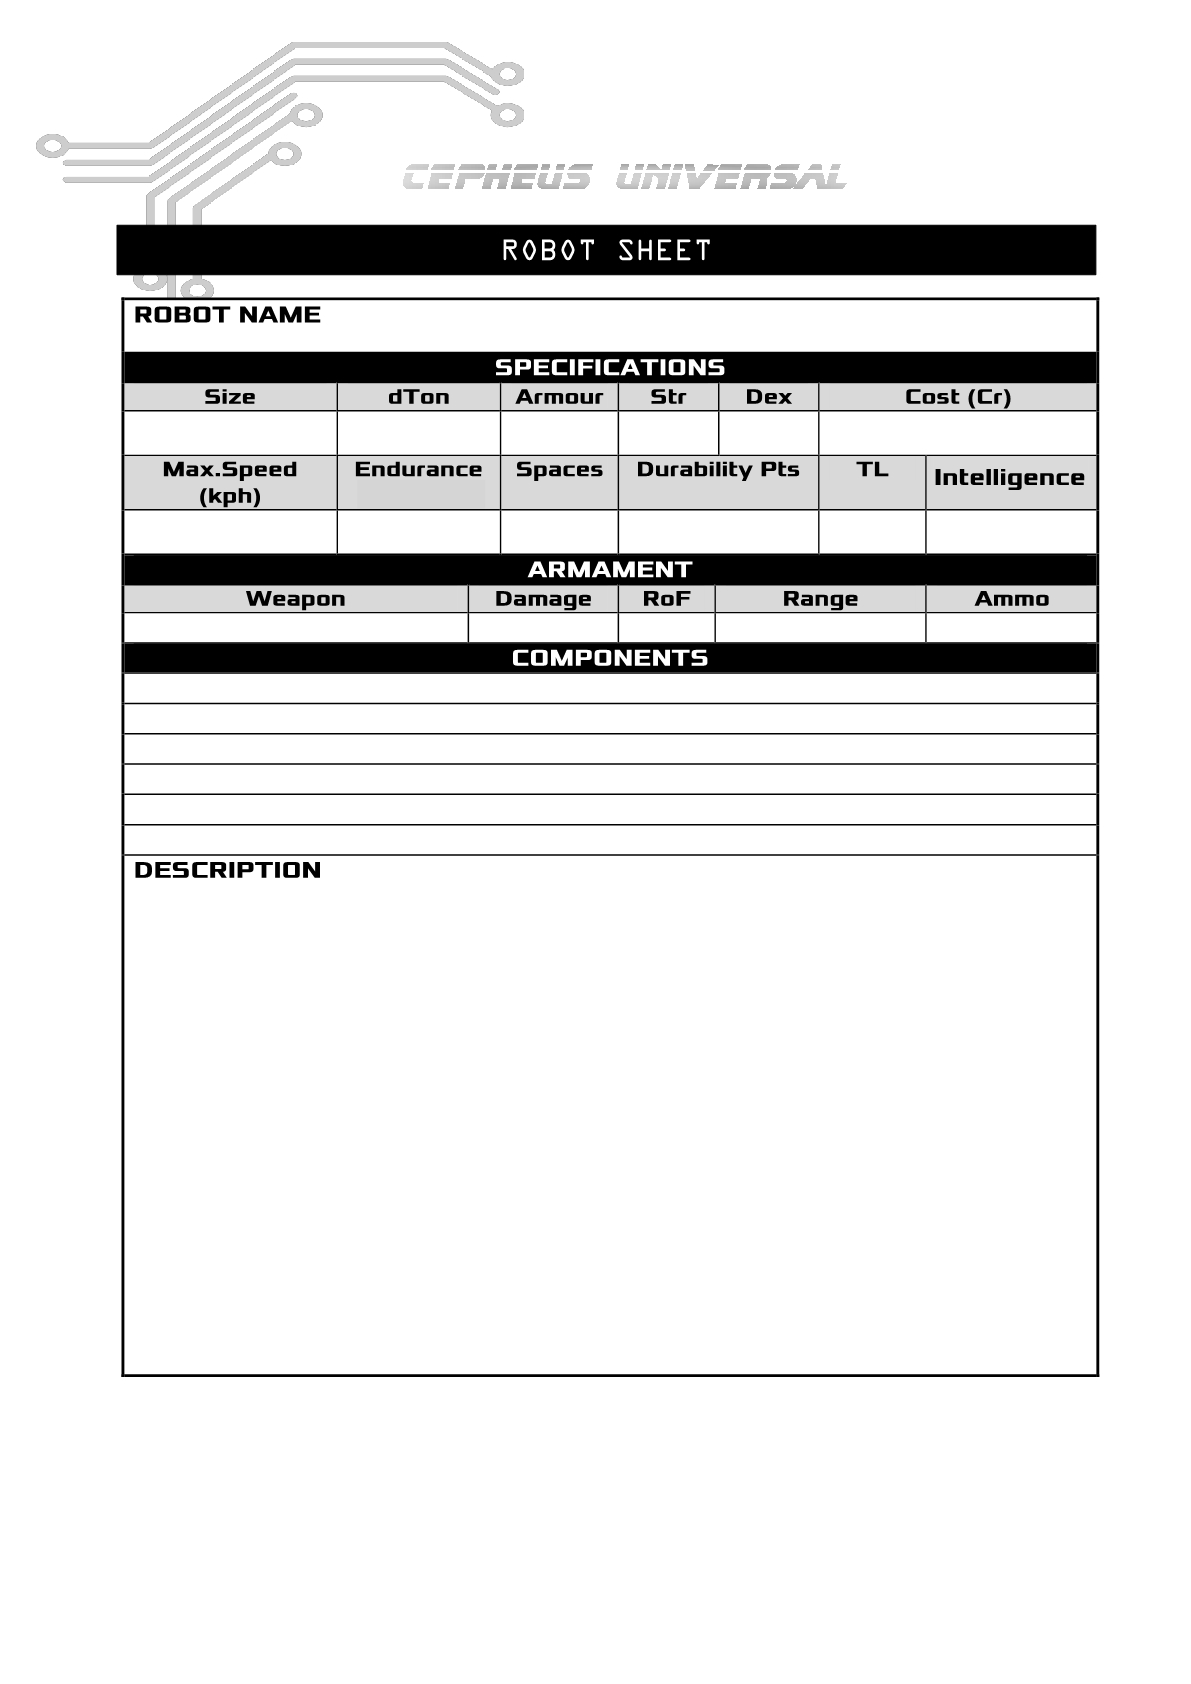 CEPHEUS UNIVERSAL
ROBOT SHEET
ROBOT NAME
SPECIFICATIONS
Size dTon Armour Str Dex Cost (Cr)
Max.Speed Endurance Spaces Durability Pts TL Intelligence
(kph)
ARMAMENT
Weapon Damage RoF Range Ammo
COMPONENTS
DESCRIPTION